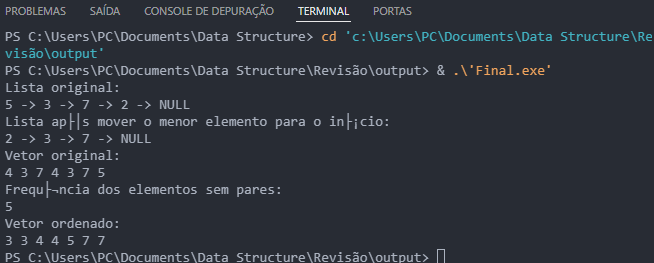 PROBLEMAS SAÍDA CONSOLE DE DEPURAÇÃO TERMINAL PORTAS
PS C:\Users\PC\Documents\Data Structure> cd 'c:\Users\PC\Documents\Data Structure\Re
visão\output'
PS C:\Users\PC\Documents\Data Structure\Revisão\output> & .\'Final.exe'
Lista original:
5 -> 3 -> 7 -> 2 -> NULL
Lista ap├│s mover o menor elemento para o in├¡cio:
2 -> 3 -> 7 -> NULL
Vetor original:
4 3 7 4 3 7 5
Frequ├¬ncia dos elementos sem pares:
5
Vetor ordenado:
3 3 4 4 5 7 7
PS C:\Users\PC\Documents\Data Structure\Revisão\output>